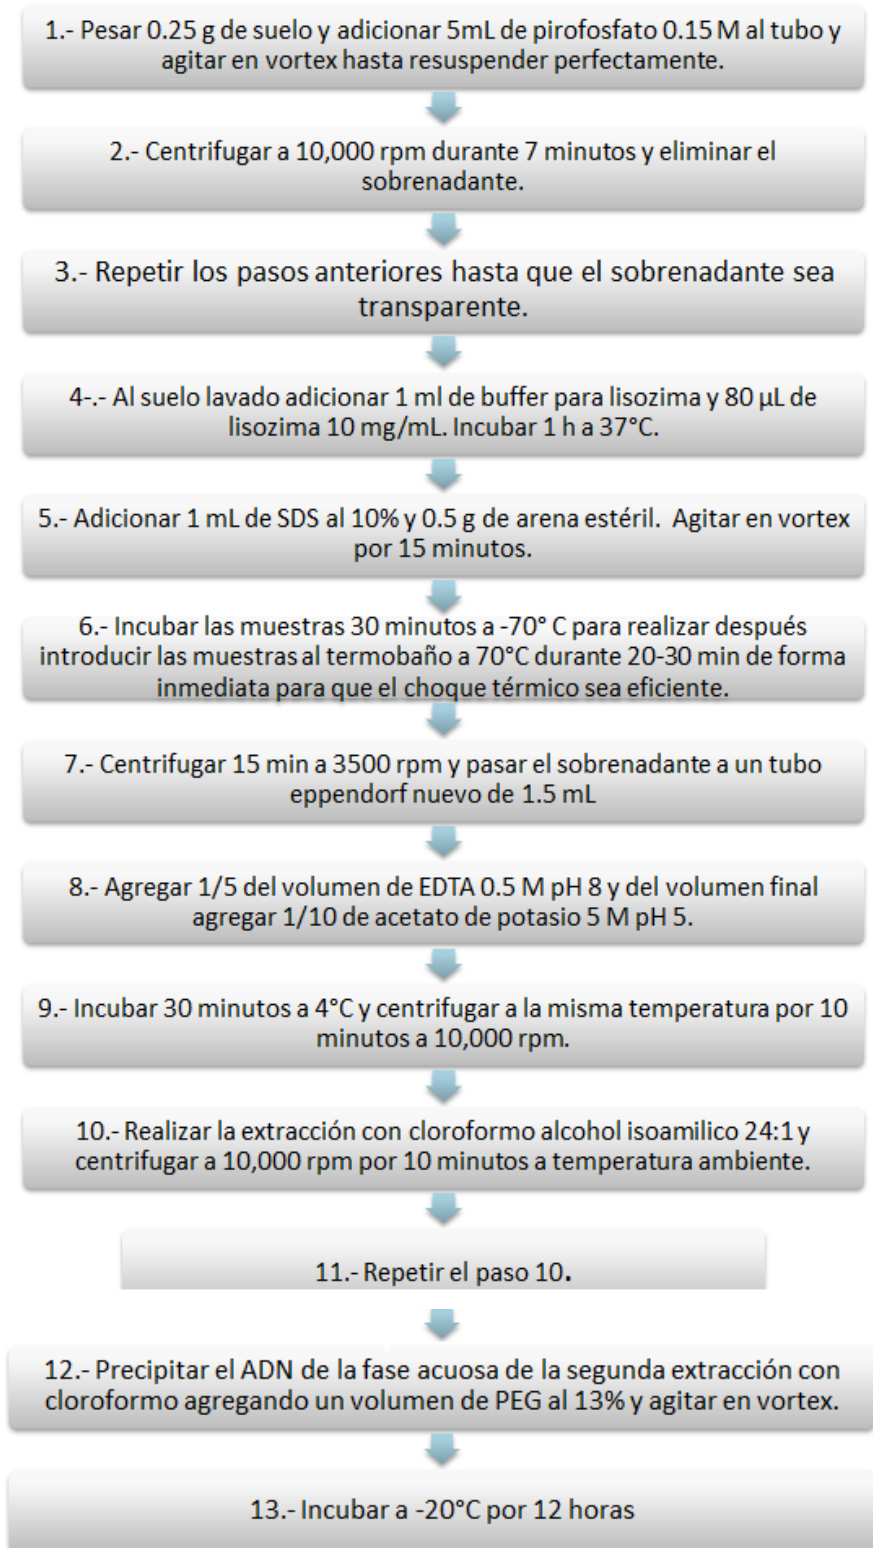 1.- Pesar 0.25 g de suelo y adicionar 5mL de pirofosfato 0.15 M al tubo y
agitar en vortex hasta resuspender perfectamente.
2.- Centrifugar a 10,000 rpm durante 7 minutos y eliminar el
sobrenadante.
3.- Repetir los pasos anteriores hasta que el sobrenadante sea
transparente.
4-.- Al suelo lavado adicionar 1 ml de buffer para lisozima y 80 µL de
lisozima 10 mg/mL. Incubar 1 h a 37°C.
5.- Adicionar 1 mL de SDS al 10% y 0.5 g de arena estéril. Agitar en vortex
por 15 minutos.
6.- Incubar las muestras 30 minutos a -70° C para realizar después
introducir las muestras al termobaño a 70°C durante 20-30 min de forma
inmediata para que el choque térmico sea eficiente.
7.- Centrifugar 15 min a 3500 rpm y pasar el sobrenadante a un tubo
eppendorf nuevo de 1.5 mL
8.- Agregar 1/5 del volumen de EDTA 0.5 M pH 8 y del volumen final
agregar 1/10 de acetato de potasio 5 M pH 5.
9.- Incubar 30 minutos a 4°C y centrifugar a la misma temperatura por 10
minutos a 10,000 rpm.
10.- Realizar la extracción con cloroformo alcohol isoamilico 24:1 y
centrifugar a 10,000 rpm por 10 minutos a temperatura ambiente.
11.- Repetir el paso 10.
12.- Precipitar el ADN de la fase acuosa de la segunda extracción con
cloroformo agregando un volumen de PEG al 13% y agitar en vortex.
13.- Incubar a -20°C por 12 horas